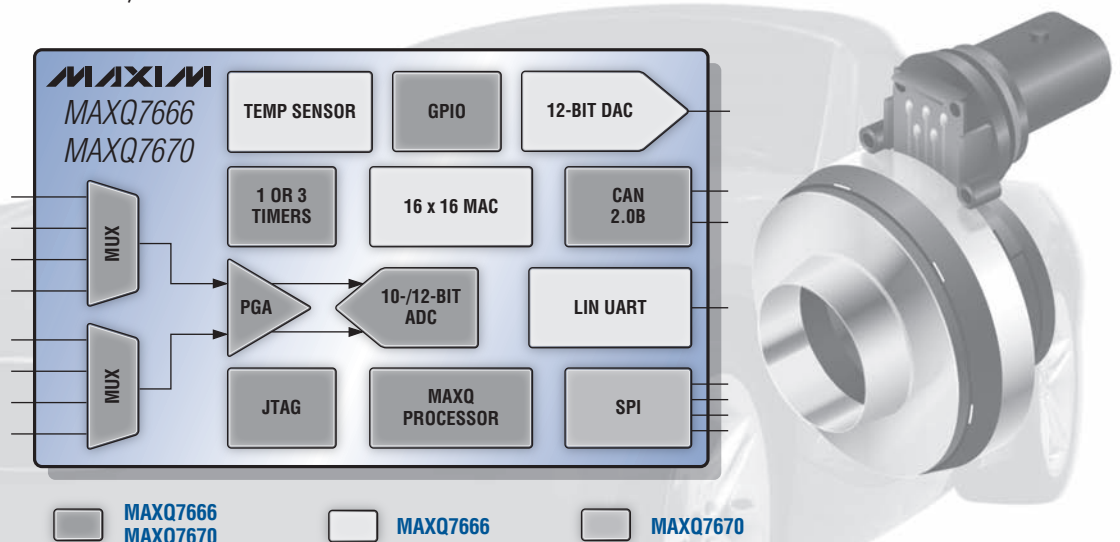 MAXIM
MAXQ7666
MAXQ7670
TEMP SENSOR
GPIO
12-BIT DAC
1 OR 3
TIMERS
16 x 16 MAC
CAN
2.0B
MUX
PGA
10-/12-BIT
ADC
LIN UART
MUX
JTAG
MAXQ
PROCESSOR
SPI
MAXQ7666
MAXQ7670
MAXQ7666
MAXQ7670